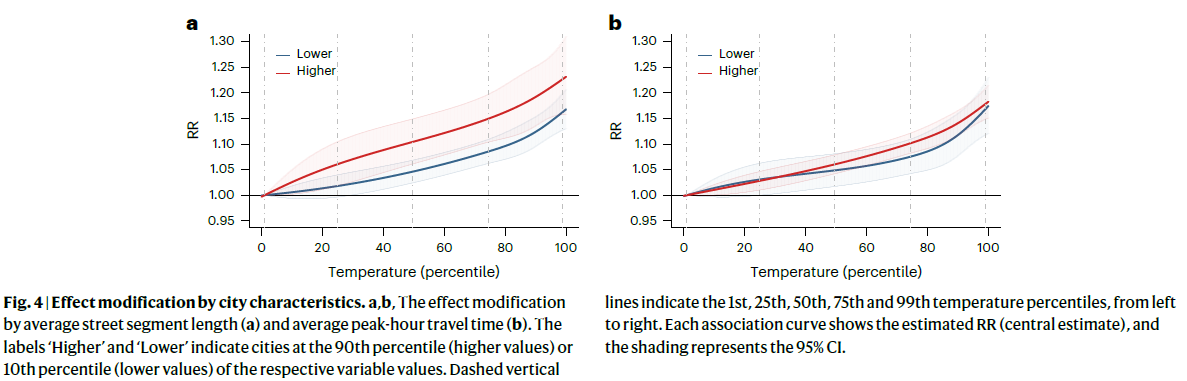 a
1.30
1.25
1.20
1.15
1.10
1.05
1.00
0.95
RR
Lower
Higher
0 20 40 60 80 100
Temperature (percentile)
b
1.30
1.25
1.20
1.15
1.10
1.05
1.00
0.95
RR
Lower
Higher
0 20 40 60 80 100
Temperature (percentile)
Fig. 4 | Effect modification by city characteristics. a,b, The effect modification
by average street segment length (a) and average peak-hour travel time (b). The
labels ‘Higher’ and ‘Lower’ indicate cities at the 90th percentile (higher values) or
10th percentile (lower values) of the respective variable values. Dashed vertical
lines indicate the 1st, 25th, 50th, 75th and 99th temperature percentiles, from left
to right. Each association curve shows the estimated RR (central estimate), and
the shading represents the 95% CI.